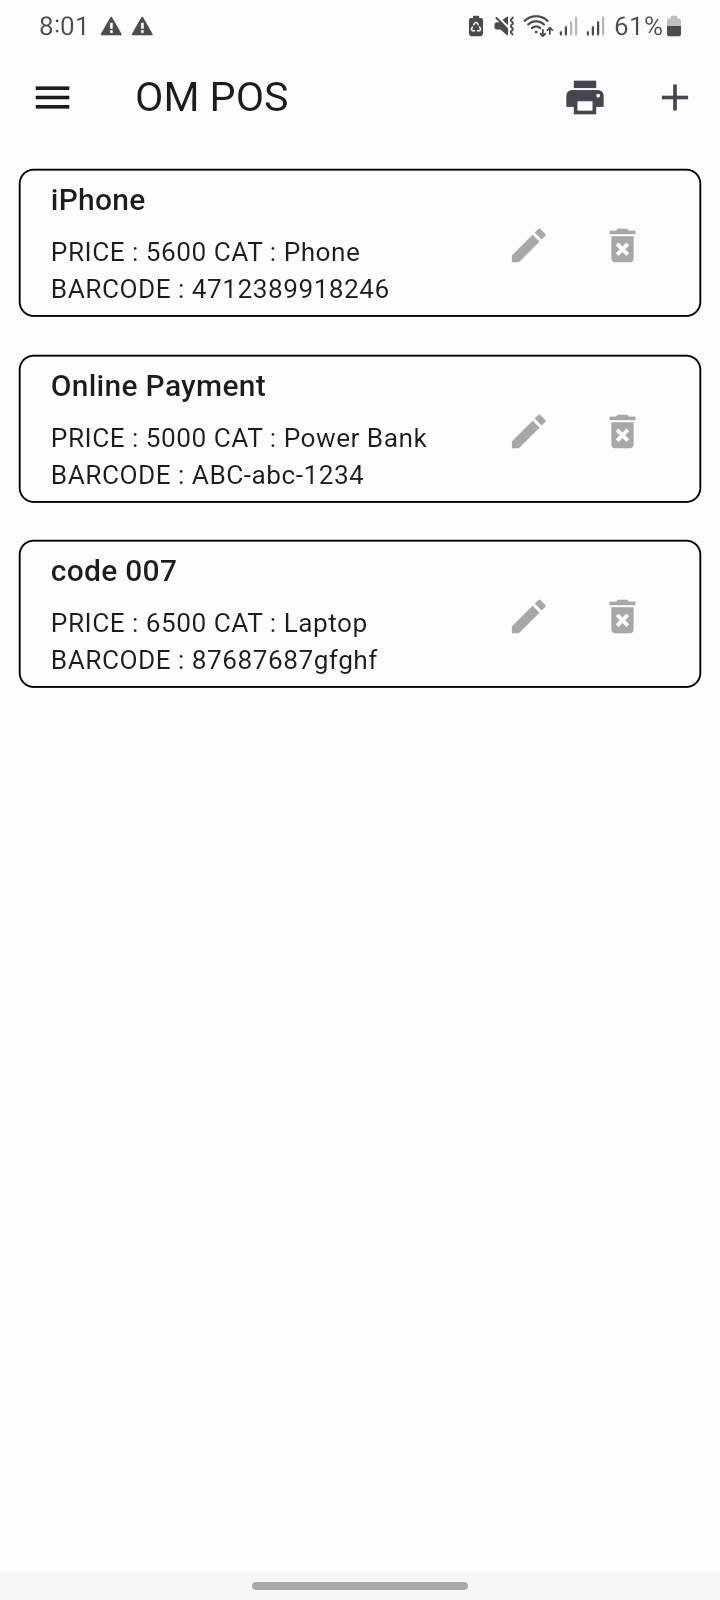 8:01 61%
OM POS
iPhone
PRICE : 5600 CAT : Phone
BARCODE : 4712389918246
Online Payment
PRICE : 5000 CAT : Power Bank
BARCODE : ABC-abc-1234
code 007
PRICE : 6500 CAT : Laptop
BARCODE : 87687687gfghf